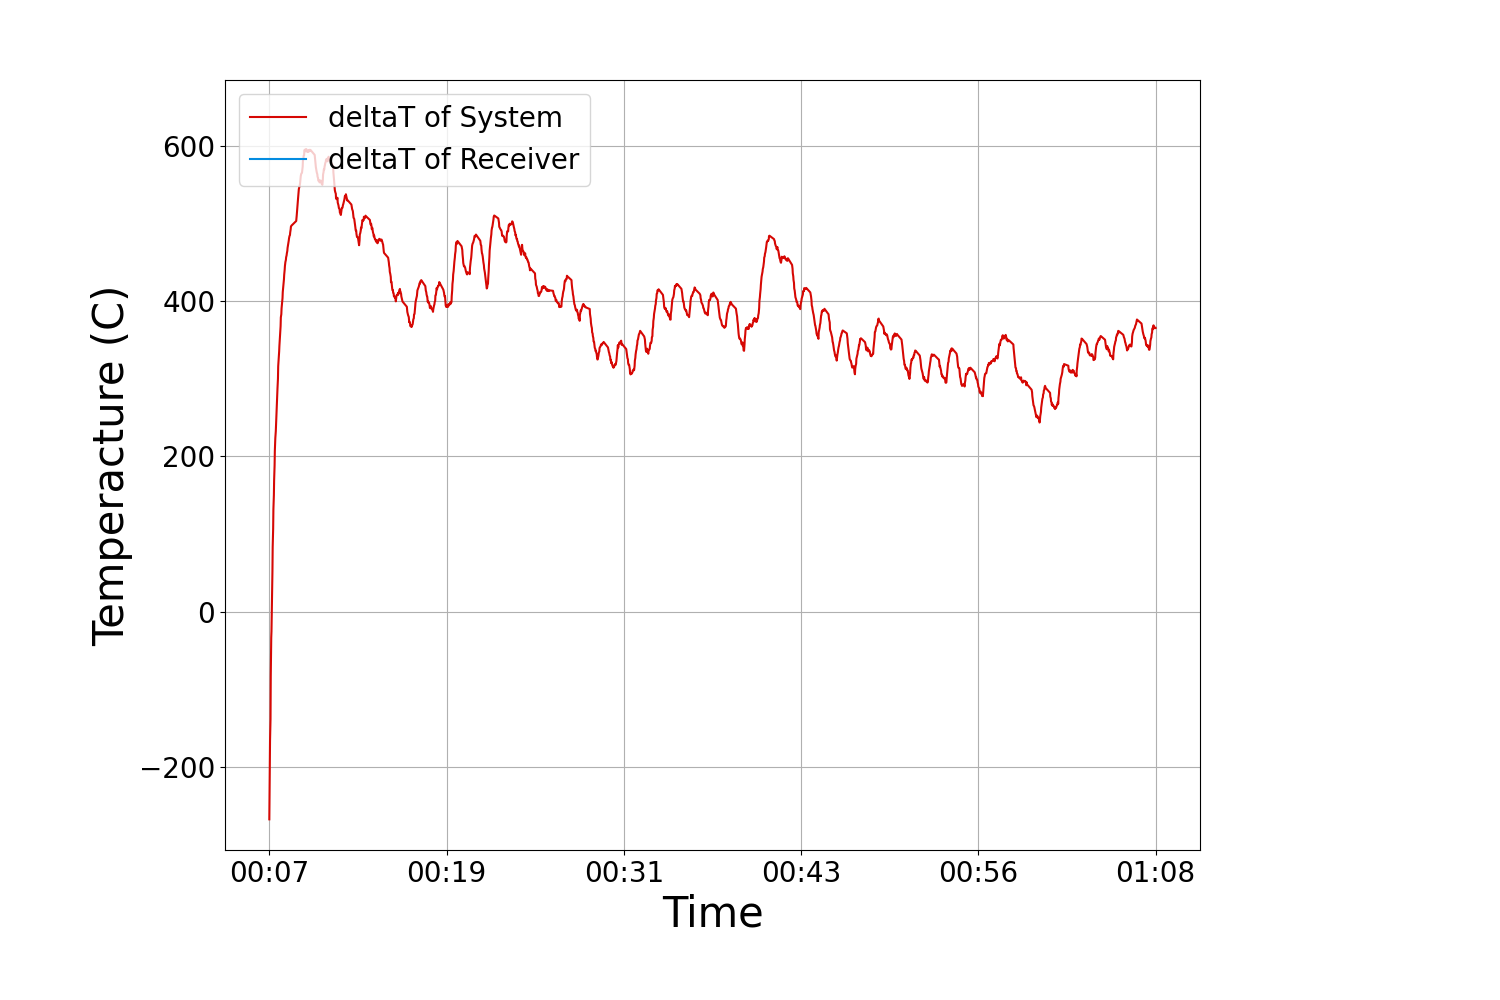 deltaT of System
deltaT of Receiver
600
400
200
0
−200
Temperacture (C)
00:07 00:19 00:31 00:43 00:56 01:08
Time